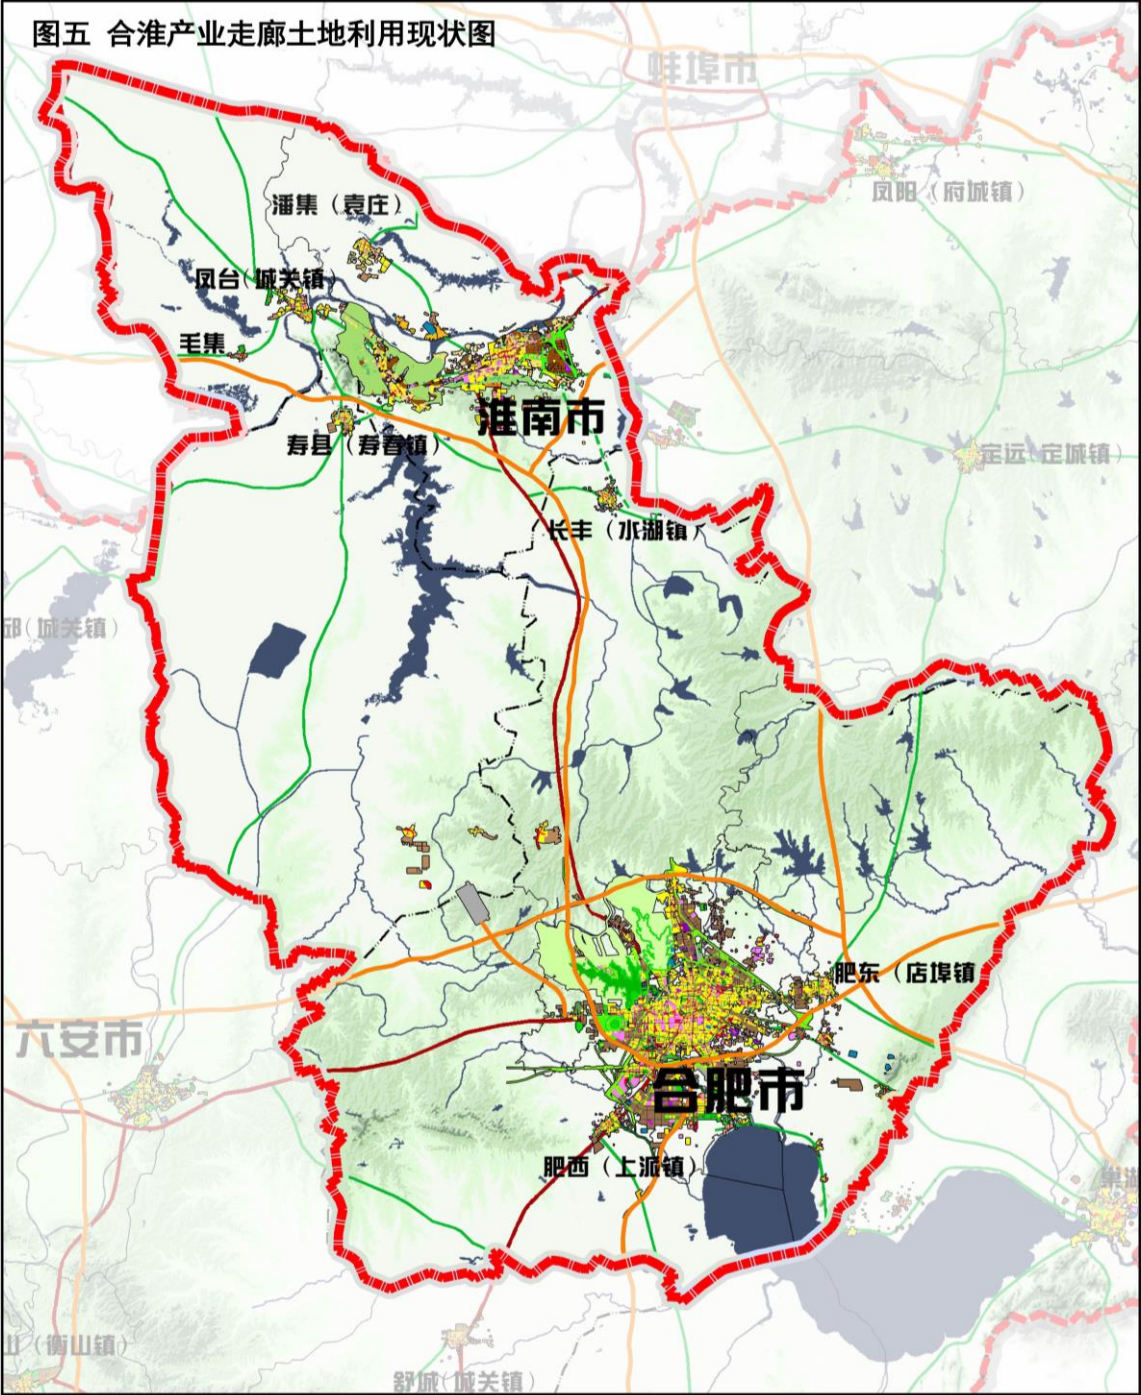 图五 合淮产业走廊土地利用现状图
蚌埠市
凤阳（府城镇）
潘集（袁庄）
凤台（城关镇）
毛集
淮南市
寿县（寿春镇）
定远（定城镇）
长丰（水湖镇）
邱（城关镇）
肥东（店埠镇
六安市
合肥市
肥西（上派镇）
巢湖
山（衡山镇）
舒城（城关镇）